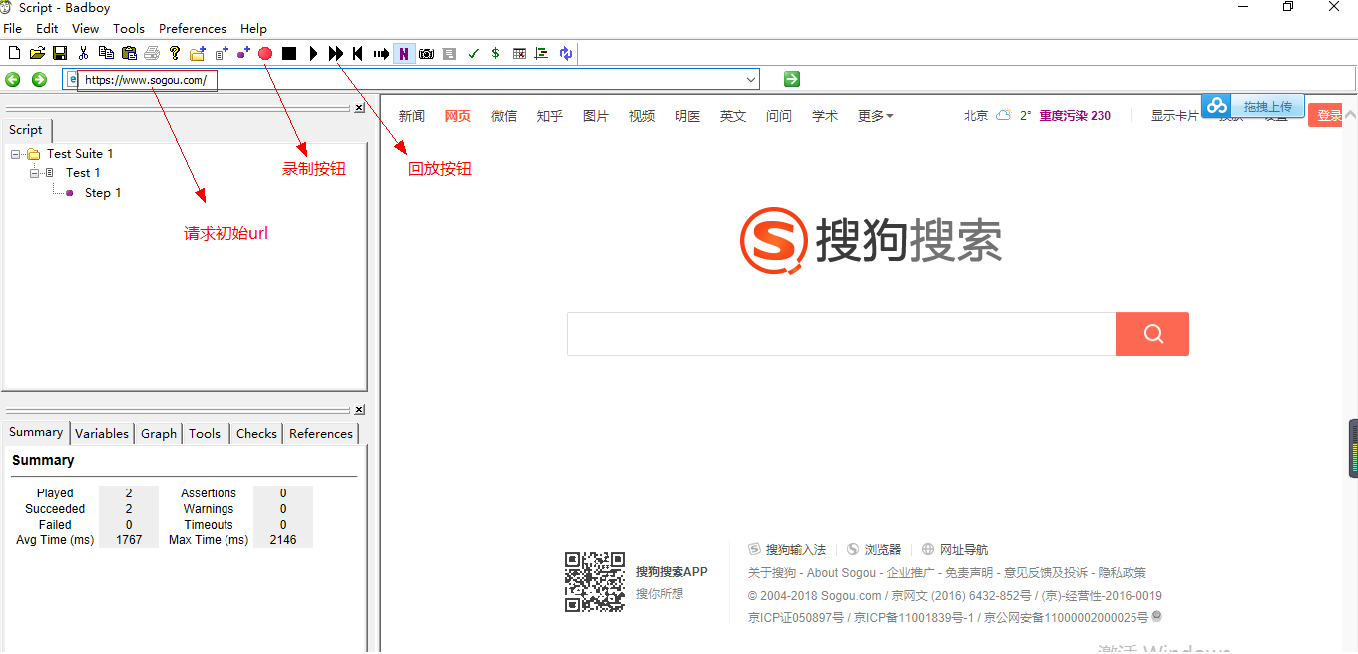 Script - Badboy
File Edit View Tools Preferences Help
https://www.sogou.com/
Script
Test Suite 1
Test 1
Step 1
请求初始url
录制按钮
回放按钮
新闻 网页 微信 知乎 图片 视频 明医 英文 问问 学术 更多 北京 2° 重度污染 230 显示卡片 拖拽上传 登录
搜狗搜索
Summary Variables Graph Tools Checks References
Summary
Played 2 Assertions 0
Succeeded 2 Warnings 0
Failed 0 Timeouts 0
Avg Time (ms) 1767 Max Time (ms) 2146
搜狗搜索APP
搜你所想
搜狗输入法 浏览器 网址导航
关于搜狗 - About Sogou - 企业推广 - 免责声明 - 意见反馈及投诉 - 隐私政策
© 2004-2018 Sogou.com / 京网文 (2016) 6432-852号 / (京)-经营性-2016-0019
京ICP证050897号 / 京ICP备11001839号-1 / 京公网安备11000002000025号
激活 Windows